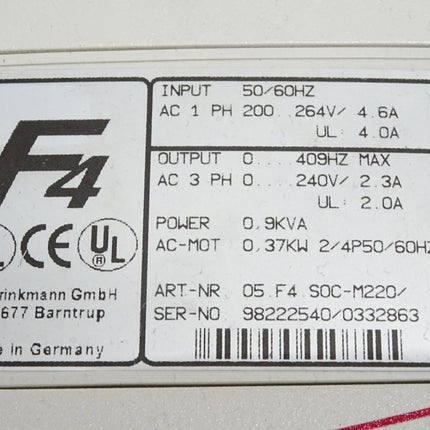 F4
CE UL
rinkmann GmbH
677 Barntrup
e in Germany
INPUT 50/60HZ
AC 1 PH 200...264V/ 4.6A
UL: 4.0A
OUTPUT 0....409HZ MAX
AC 3 PH 0....240V/ 2.3A
UL: 2.0A
POWER 0,9KVA
AC-MOT 0,37KW 2/4P50/60HZ
ART-NR. 05.F4.S0C-M220/
SER-NO. 98222540/0332863